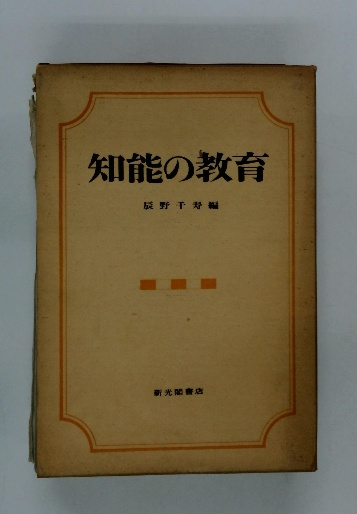 知能の教育
辰野千寿編
新光閣書店